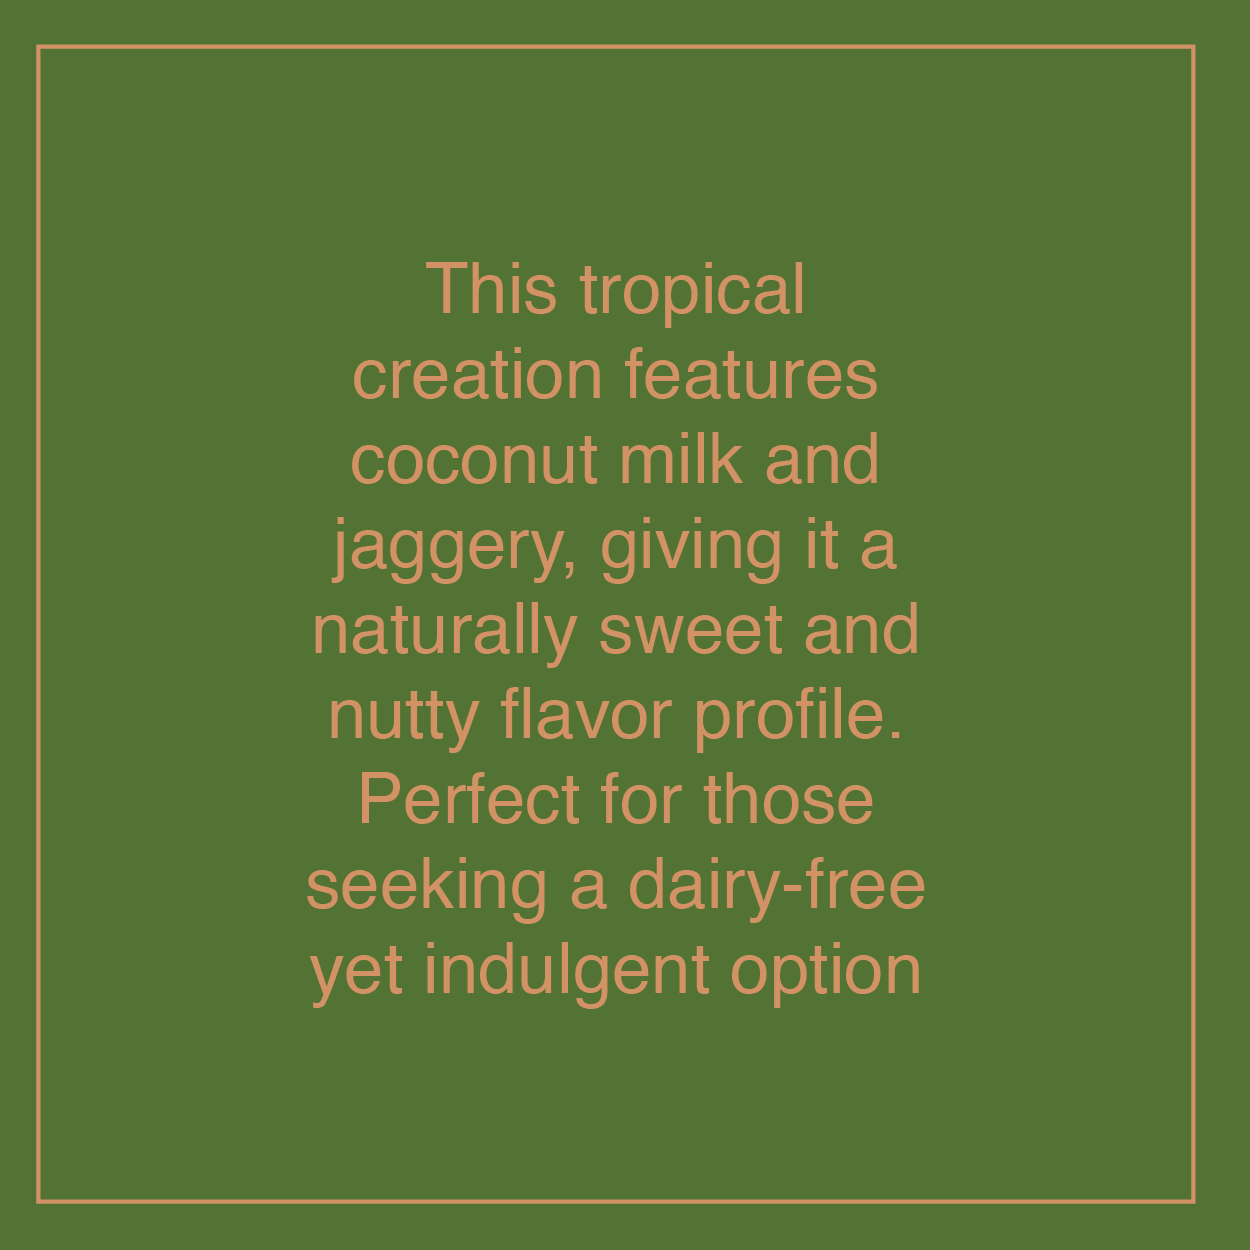 This tropical
creation features
coconut milk and
jaggery, giving it a
naturally sweet and
nutty flavor profile.
Perfect for those
seeking a dairy-free
yet indulgent option